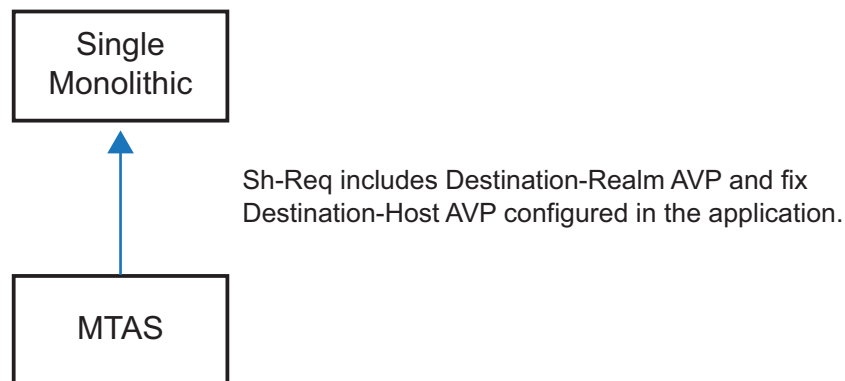 Single
Monolithic
Sh-Req includes Destination-Realm AVP and fix
Destination-Host AVP configured in the application.
MTAS